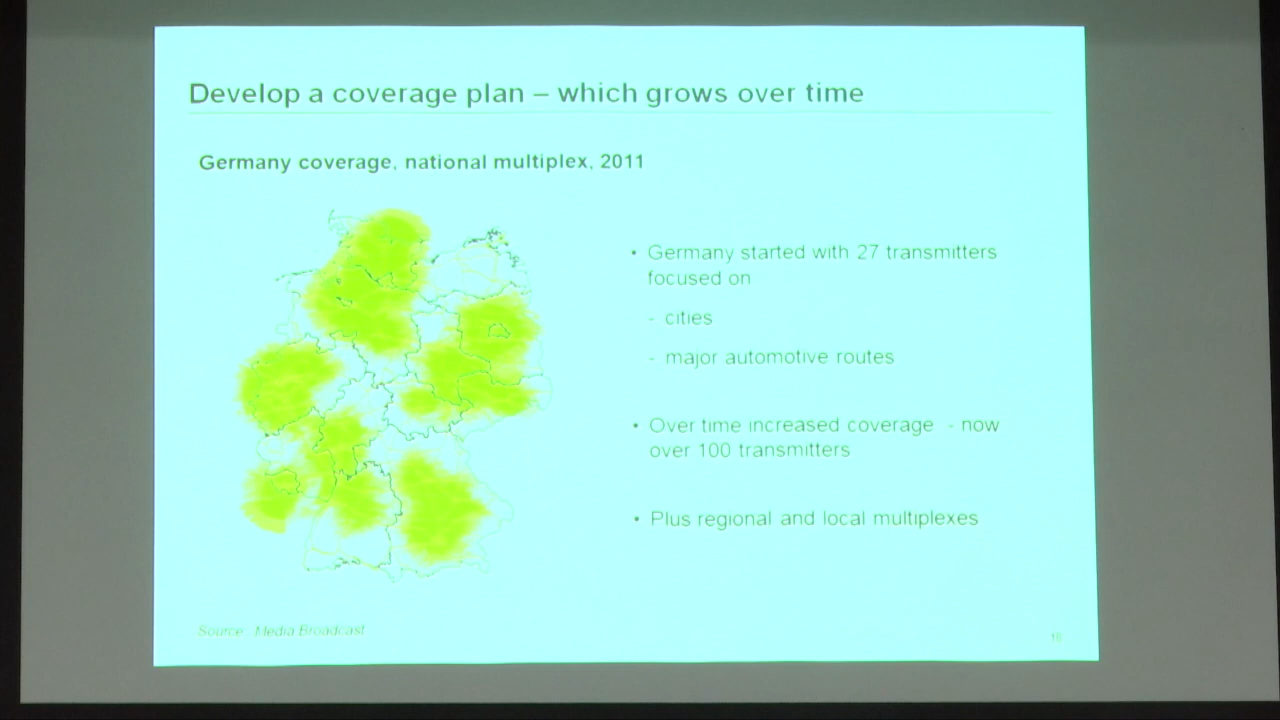 Develop a coverage plan – which grows over time
Germany coverage, national multiplex, 2011
• Germany started with 27 transmitters
focused on
- cities
- major automotive routes
• Over time increased coverage - now
over 100 transmitters
• Plus regional and local multiplexes
Source: Media Broadcast
16